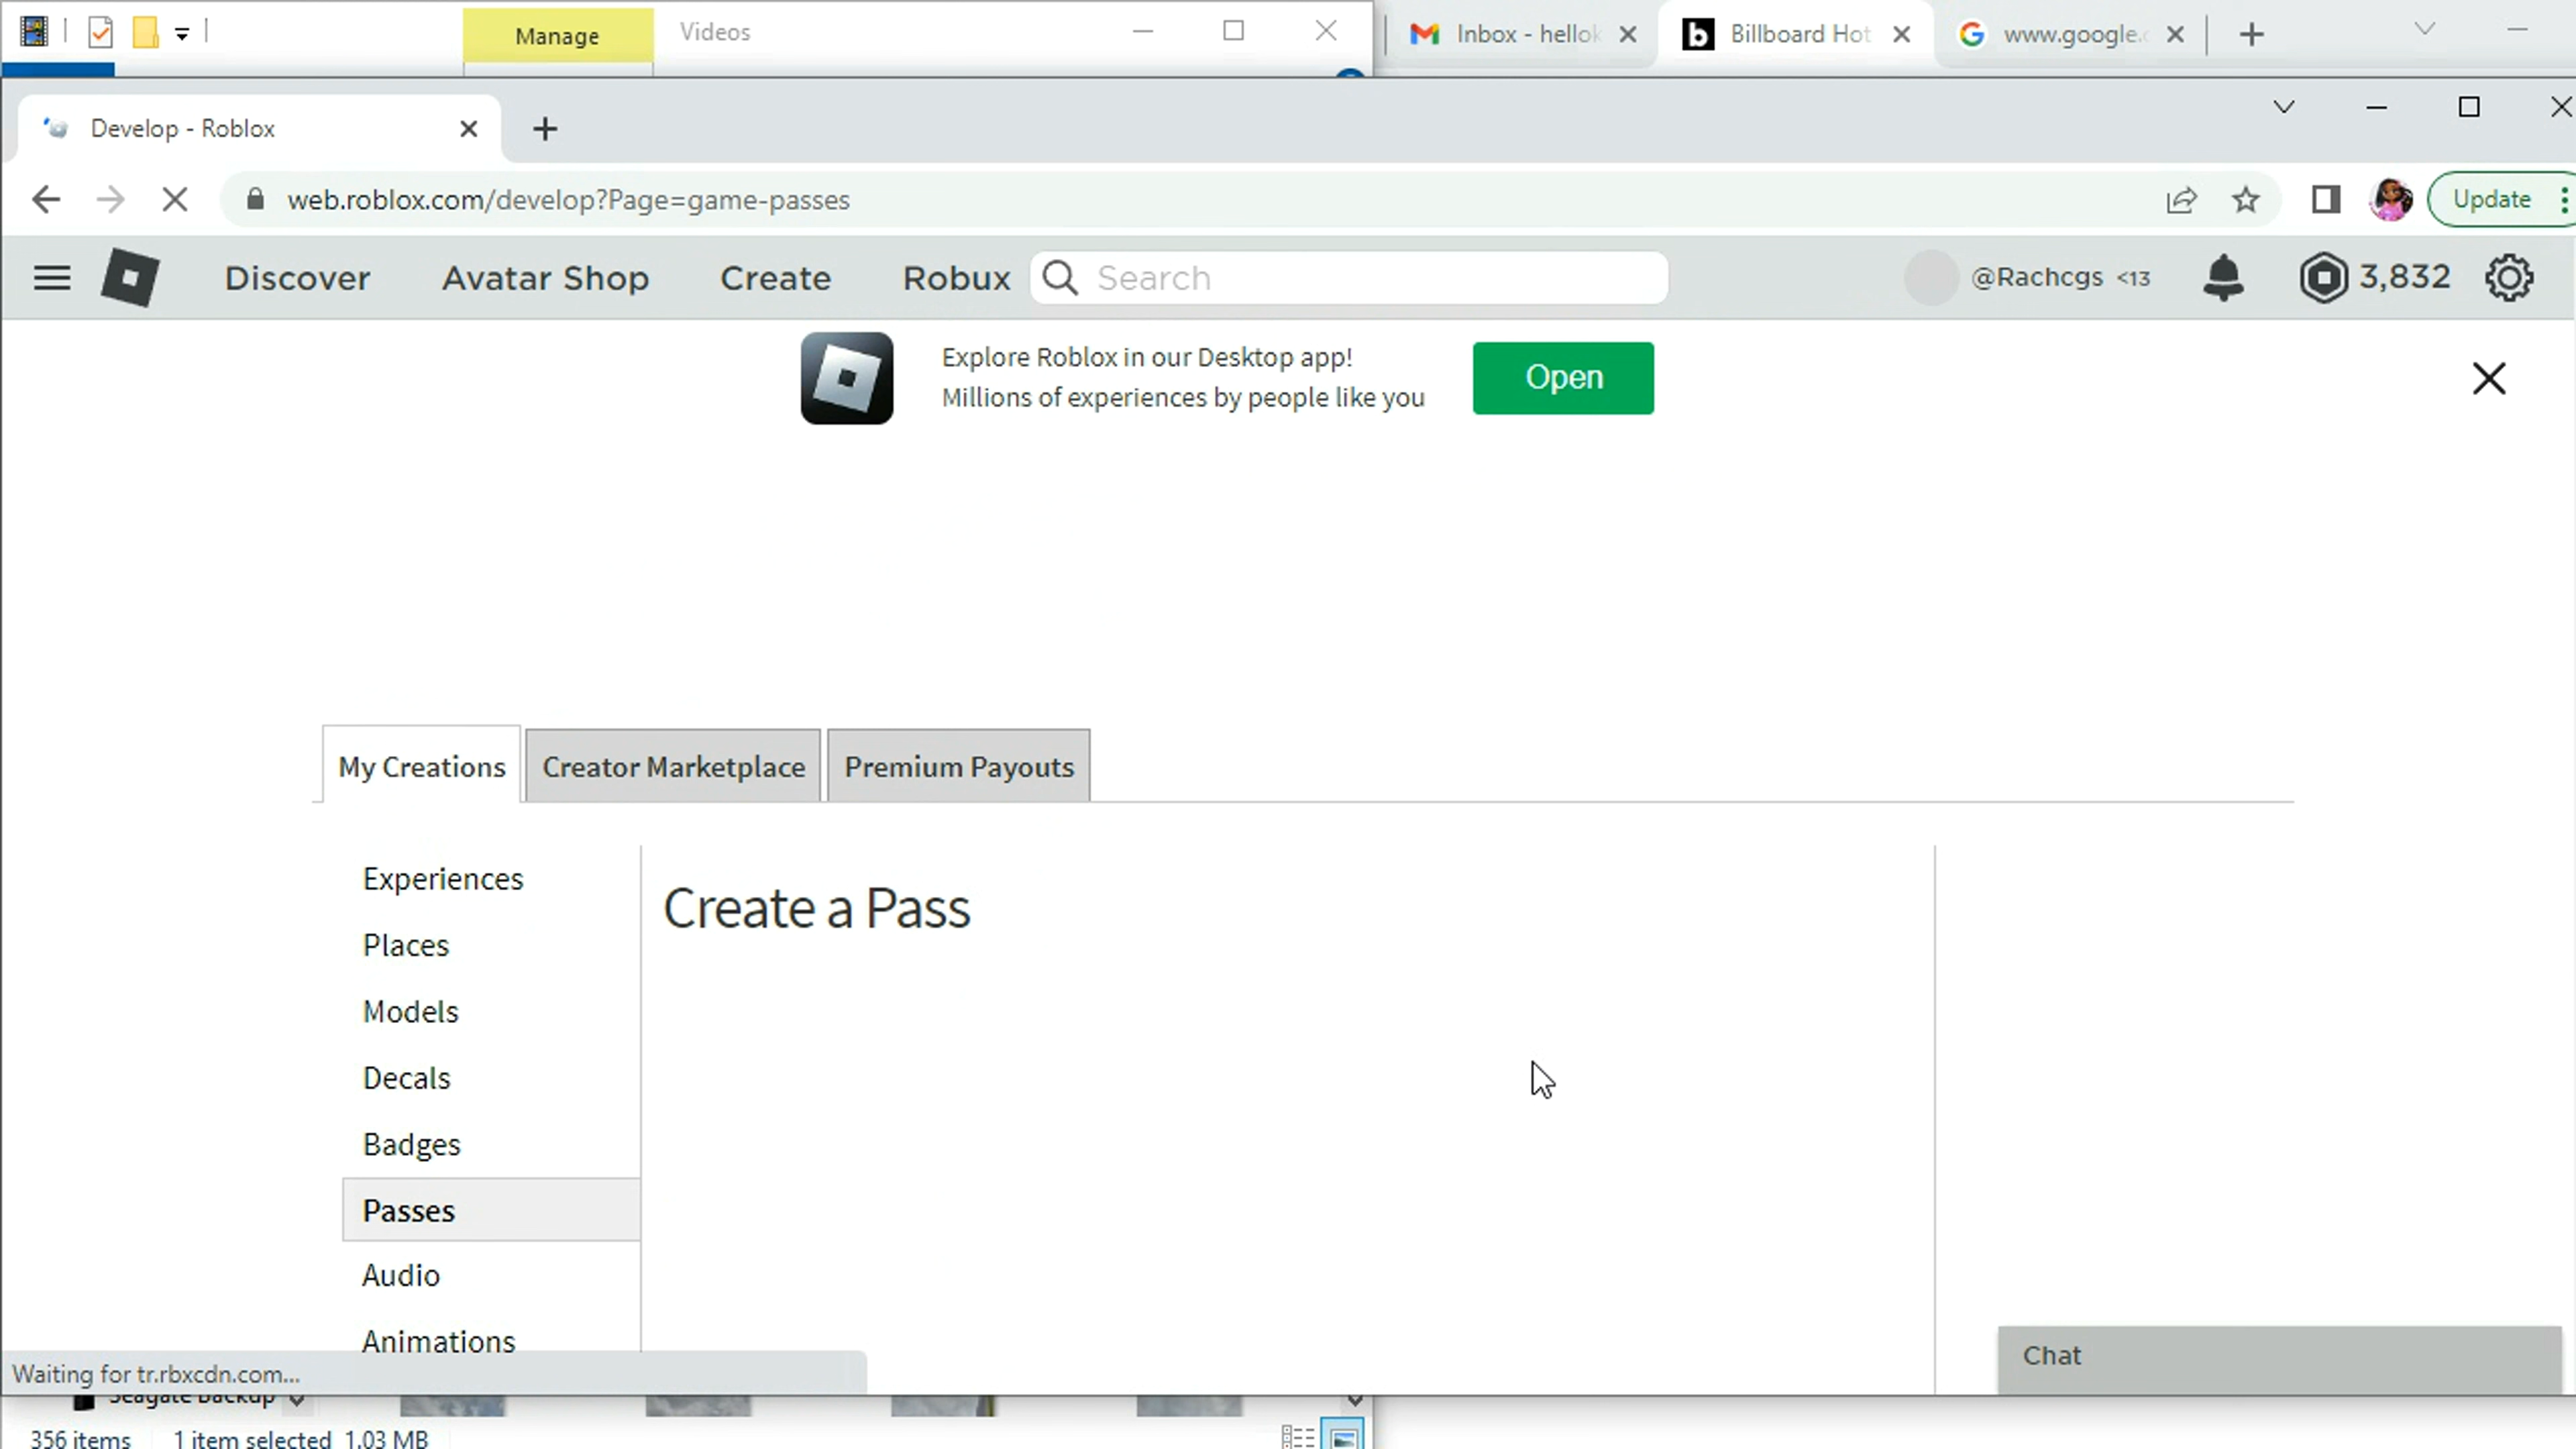 Manage
Videos
Inbox - hellok
Billboard Hot
www.google.c
Develop - Roblox
web.roblox.com/develop?Page=game-passes
Update
Discover
Avatar Shop
Create
Robux
Search
@Rachcgs <13
3,832
Explore Roblox in our Desktop app!
Millions of experiences by people like you
Open
My Creations
Creator Marketplace
Premium Payouts
Experiences
Places
Models
Decals
Badges
Passes
Audio
Animations
Create a Pass
Chat
Waiting for tr.rbxcdn.com...
Seagate Backup
356 items
1 item selected 1.03 MB